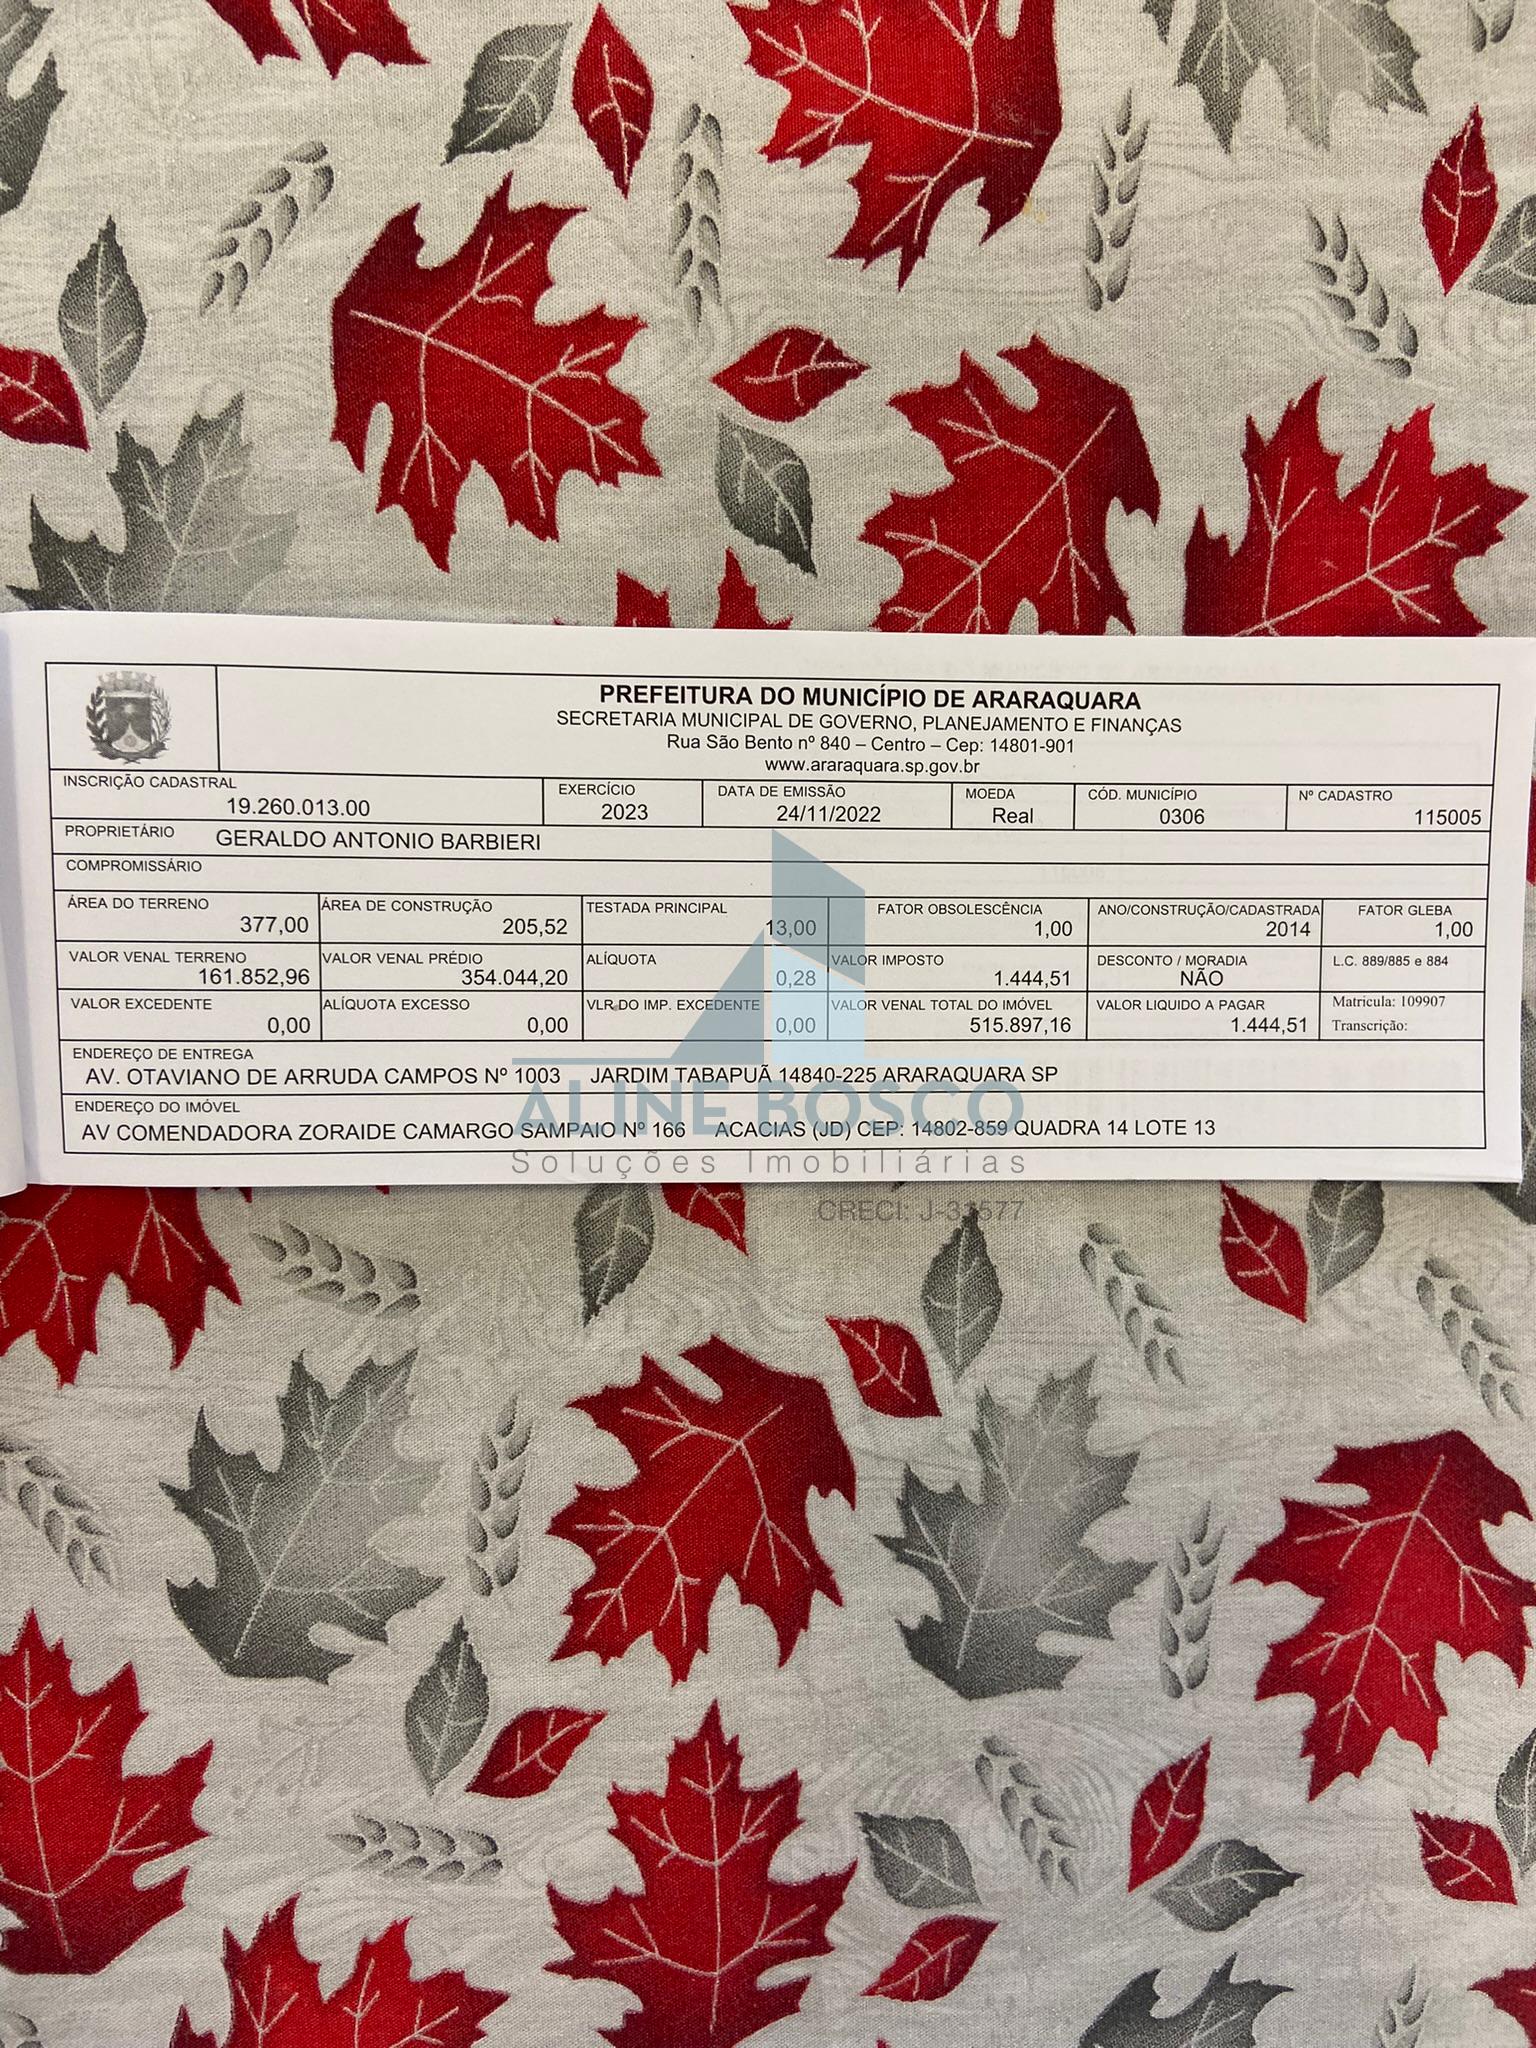 PREFEITURA DO MUNICÍPIO DE ARARAQUARA
SECRETARIA MUNICIPAL DE GOVERNO, PLANEJAMENTO E FINANÇAS
Rua São Bento nº 840 – Centro – Cep: 14801-901
www.araraquara.sp.gov.br
INSCRIÇÃO CADASTRAL EXERCÍCIO DATA DE EMISSÃO MOEDA CÓD. MUNICÍPIO Nº CADASTRO
19.260.013.00 2023 24/11/2022 Real 0306 115005
PROPRIETÁRIO GERALDO ANTONIO BARBIERI
COMPROMISSÁRIO
ÁREA DO TERRENO ÁREA DE CONSTRUÇÃO TESTADA PRINCIPAL FATOR OBSOLESCÊNCIA ANO/CONSTRUÇÃO/CADASTRADA FATOR GLEBA
377,00 205,52 13,00 1,00 2014 1,00
VALOR VENAL TERRENO VALOR VENAL PRÉDIO ALÍQUOTA VALOR IMPOSTO DESCONTO / MORADIA L.C. 889/885 e 884
161.852,96 354.044,20 0,28 1.444,51 NÃO
VALOR EXCEDENTE ALÍQUOTA EXCESSO VLR DO IMP. EXCEDENTE VALOR VENAL TOTAL DO IMÓVEL VALOR LIQUIDO A PAGAR Matricula: 109907
0,00 0,00 0,00 515.897,16 1.444,51 Transcrição:
ENDEREÇO DE ENTREGA
AV. OTAVIANO DE ARRUDA CAMPOS Nº 1003 JARDIM TABAPUÃ 14840-225 ARARAQUARA SP
ENDEREÇO DO IMÓVEL
AV COMENDADORA ZORAIDE CAMARGO SAMPAIO Nº 166 ACACIAS (JD) CEP: 14802-859 QUADRA 14 LOTE 13
ALINE BOSCO
Soluções Imobiliárias
CRECI: